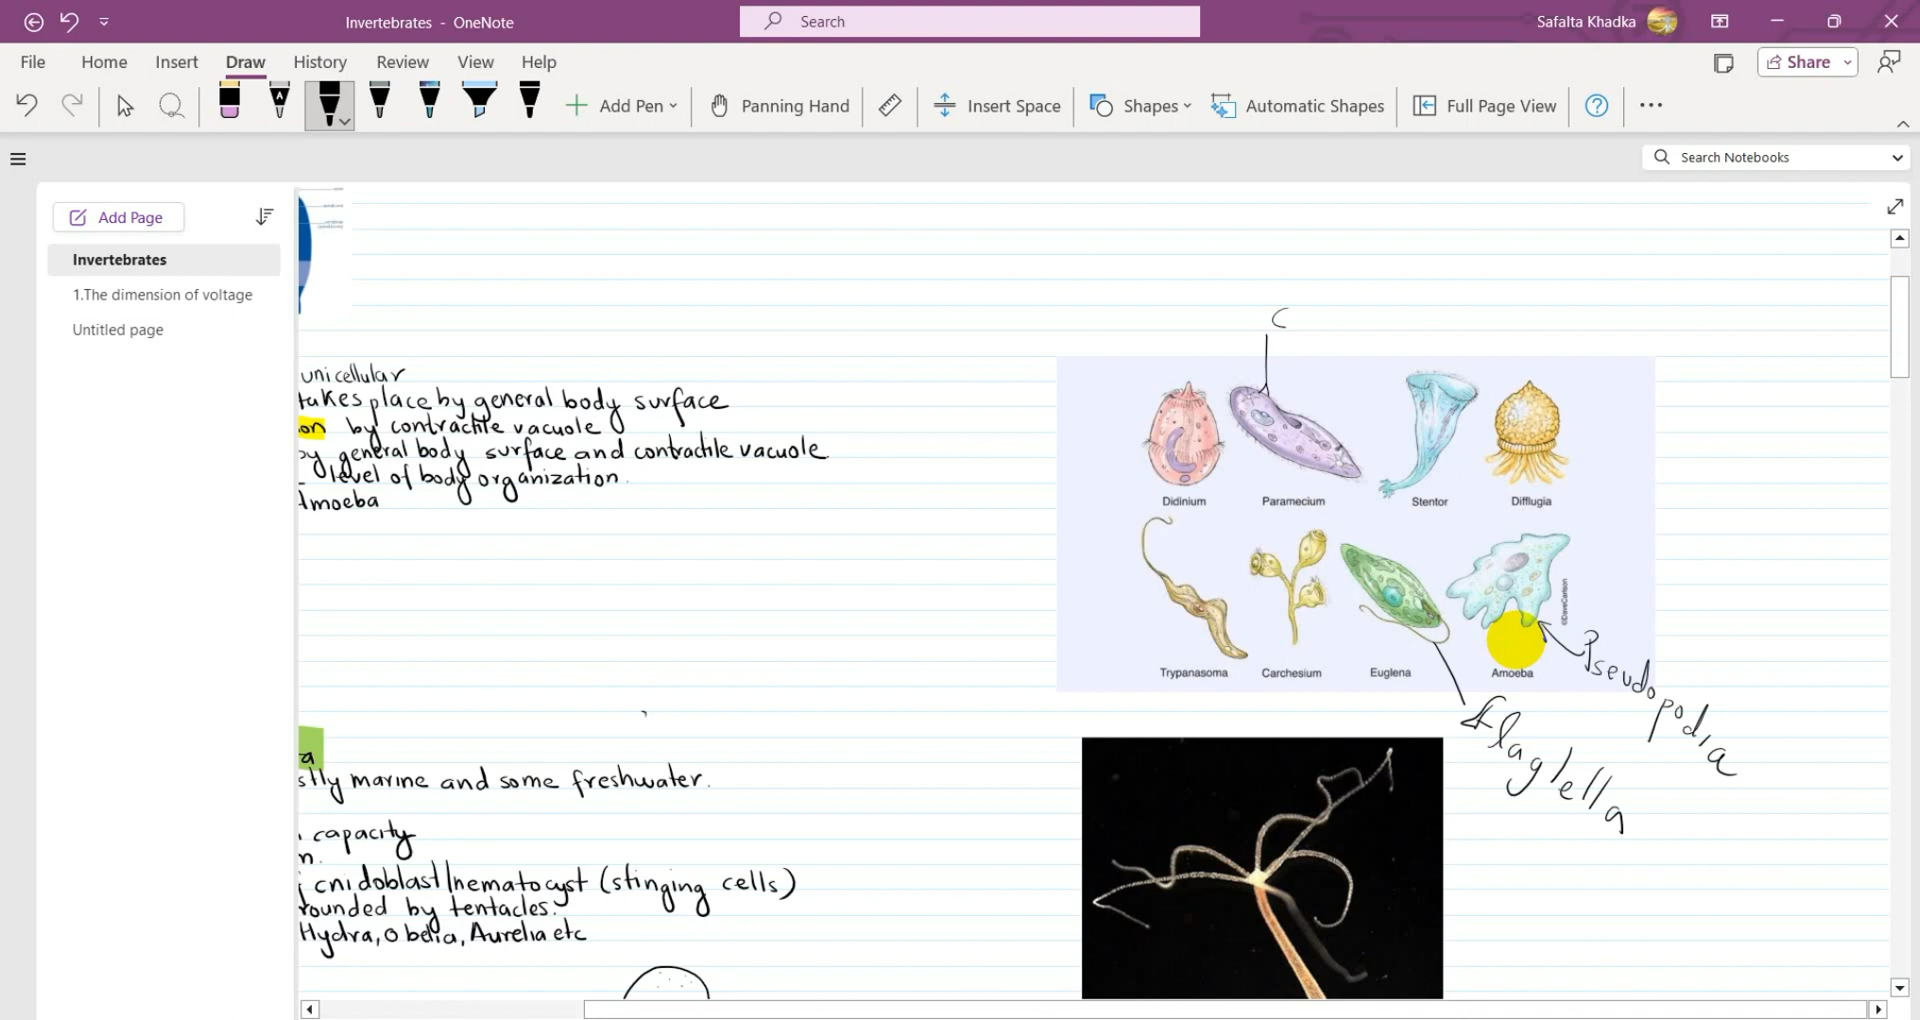 Invertebrates - OneNote
Search
Safalta Khadka
File Home Insert Draw History Review View Help
Share
Add Pen
Panning Hand
Insert Space
Shapes
Automatic Shapes
Full Page View
Search Notebooks
Add Page
Invertebrates
1.The dimension of voltage
Untitled page
C
unicellular
takes place by general body surface
on by contractile vacuole
by general body surface and contractile vacuole
level of body organization.
Amoeba
Didinium Paramecium Stentor Difflugia
©DaveCarlson
Trypanasoma Carchesium Euglena Amoeba
Pseudopodia
flaglella
a
stly marine and some freshwater.
capacity
m.
cnidoblast/nematocyst (stinging cells)
rounded by tentacles.
Hydra, Obelia, Aurelia etc